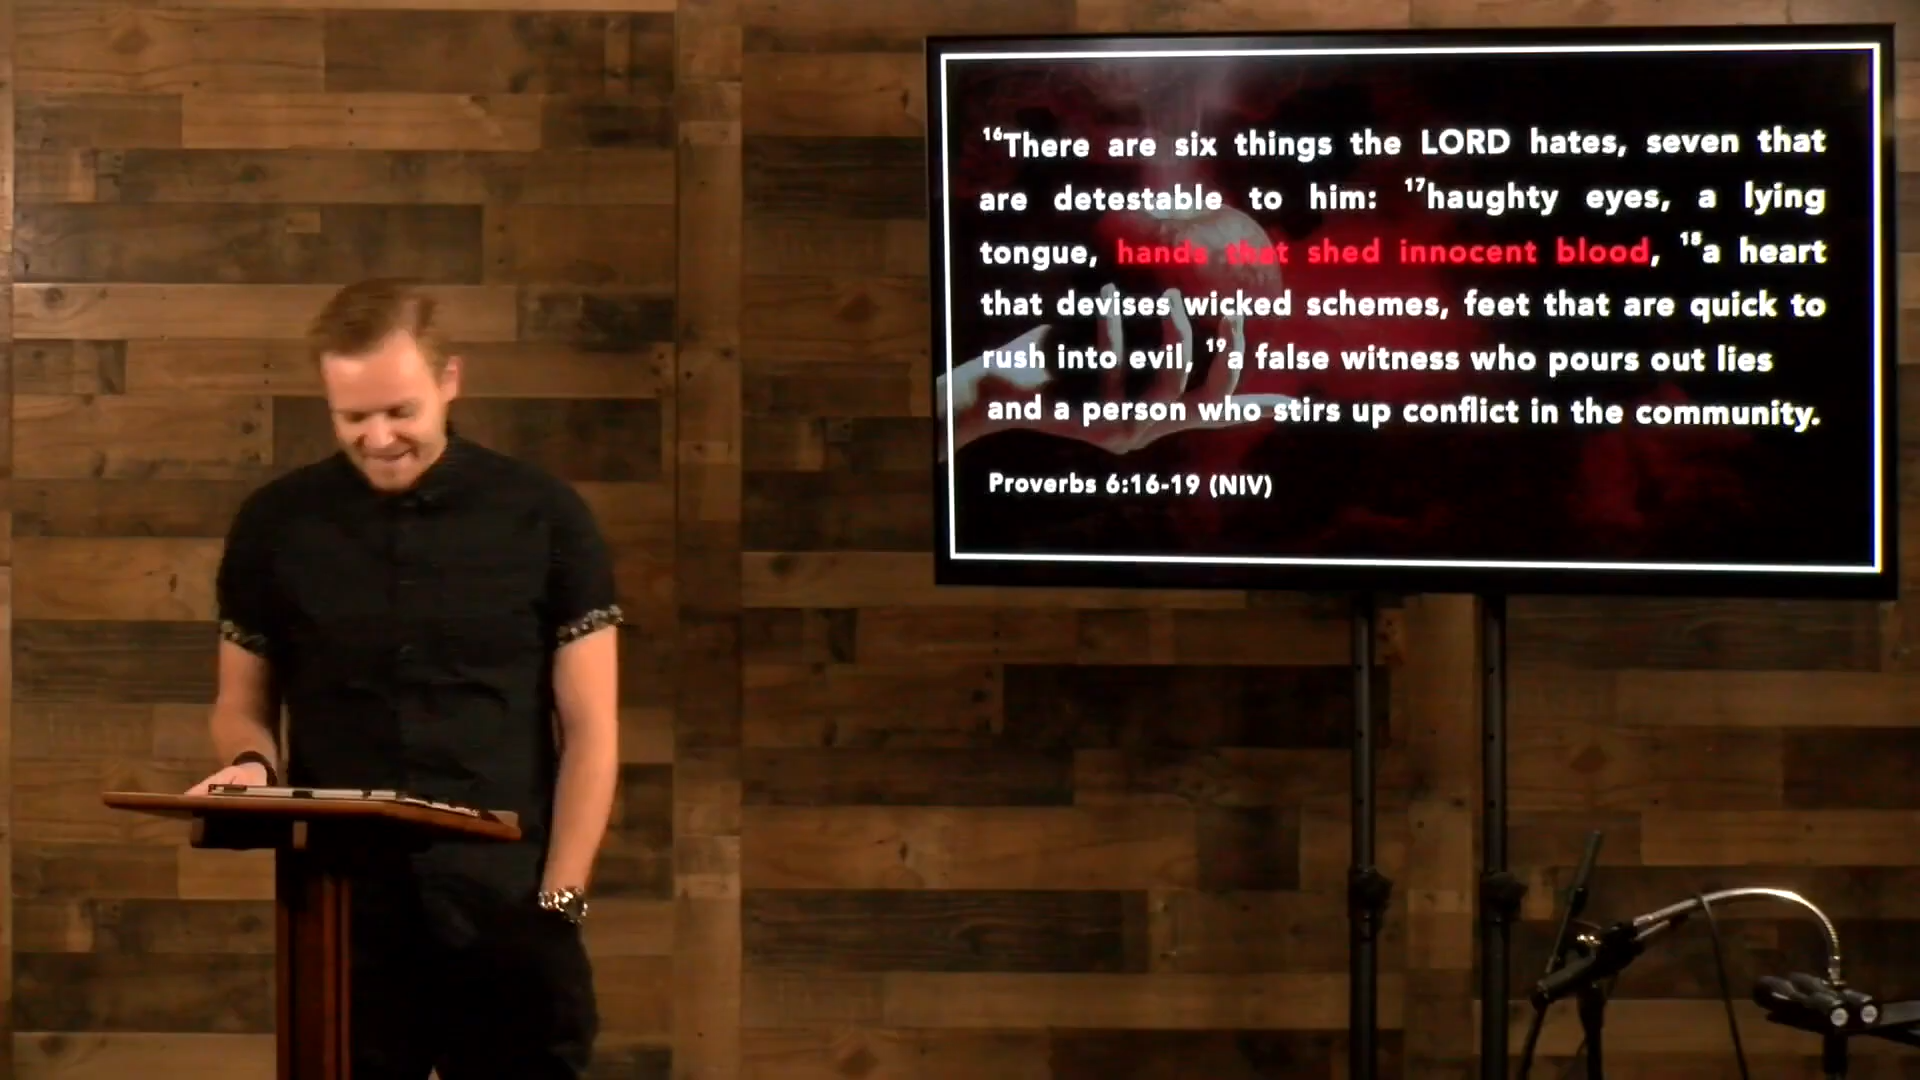 ¹⁶There are six things the LORD hates, seven that
are detestable to him: ¹⁷haughty eyes, a lying
tongue, hands that shed innocent blood, ¹⁸a heart
that devises wicked schemes, feet that are quick to
rush into evil, ¹⁹a false witness who pours out lies
and a person who stirs up conflict in the community.
Proverbs 6:16-19 (NIV)